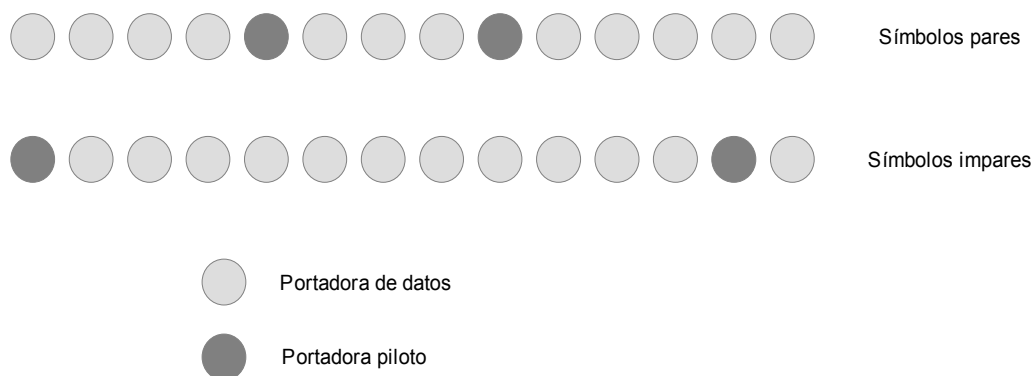 Símbolos pares
Símbolos impares
Portadora de datos
Portadora piloto